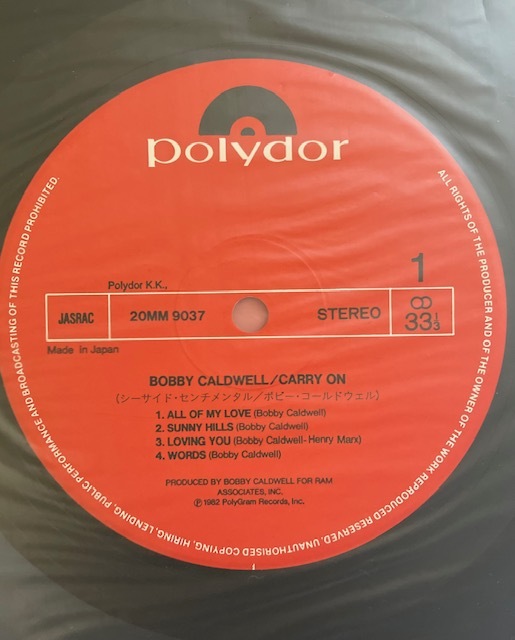 polydor
Polydor K.K.,
1
JASRAC
20MM 9037
STEREO
33 1/3
Made in Japan
BOBBY CALDWELL/CARRY ON
(シーサイド・センチメンタル/ボビー・コールドウェル)
1. ALL OF MY LOVE (Bobby Caldwell)
2. SUNNY HILLS (Bobby Caldwell)
3. LOVING YOU (Bobby Caldwell-Henry Marx)
4. WORDS (Bobby Caldwell)
PRODUCED BY BOBBY CALDWELL FOR RAM
ASSOCIATES, INC.
Ⓟ1982 PolyGram Records, Inc.
ALL RIGHTS OF THE PRODUCER AND OF THE OWNER OF THE WORK REPRODUCED RESERVED. UNAUTHORISED COPYING, HIRING, LENDING, PUBLIC PERFORMANCE AND BROADCASTING OF THIS RECORD PROHIBITED.